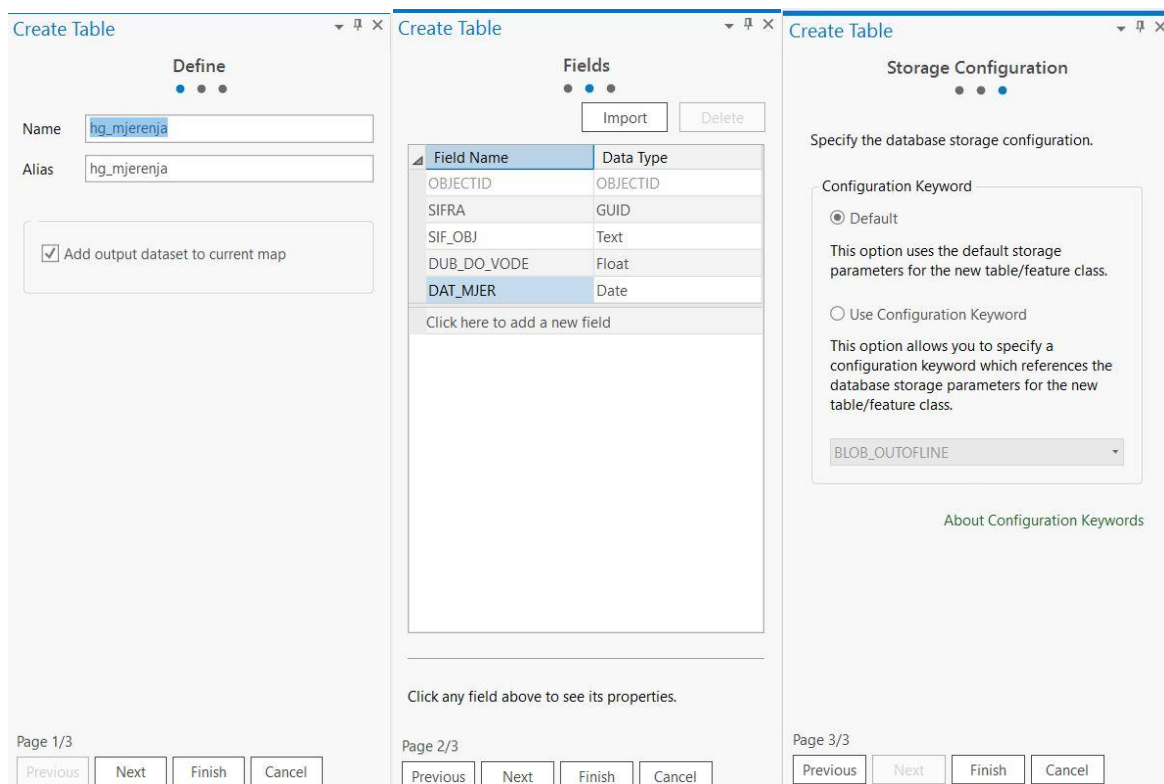 Create Table
Define
Name hg_mjerenja
Alias hg_mjerenja
Add output dataset to current map
Page 1/3
Previous Next Finish Cancel
Create Table
Fields
Import Delete
Field Name Data Type
OBJECTID OBJECTID
SIFRA GUID
SIF_OBJ Text
DUB_DO_VODE Float
DAT_MJER Date
Click here to add a new field
Click any field above to see its properties.
Page 2/3
Previous Next Finish Cancel
Create Table
Storage Configuration
Specify the database storage configuration.
Configuration Keyword
Default
This option uses the default storage
parameters for the new table/feature class.
Use Configuration Keyword
This option allows you to specify a
configuration keyword which references the
database storage parameters for the new
table/feature class.
BLOB_OUTOFLINE
About Configuration Keywords
Page 3/3
Previous Next Finish Cancel